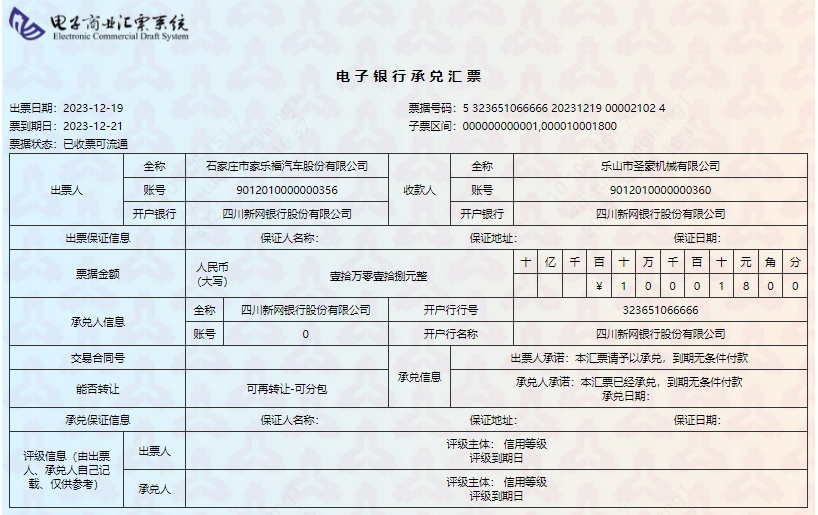 电子商业汇票系统
Electronic Commercial Draft System
电子银行承兑汇票
出票日期：2023-12-19 票据号码：5 323651066666 20231219 00002102 4
票到期日：2023-12-21 子票区间：000000000001,000010001800
票据状态：已收票可流通
出票人 全称 石家庄市家乐福汽车股份有限公司 收款人 全称 乐山市圣蒙机械有限公司
账号 9012010000000356 账号 9012010000000360
开户银行 四川新网银行股份有限公司 开户银行 四川新网银行股份有限公司
出票保证信息 保证人名称： 保证地址： 保证日期：
票据金额 人民币（大写） 壹拾万零壹拾捌元整 十 亿 千 百 十 万 千 百 十 元 角 分
¥ 1 0 0 0 1 8 0 0
承兑人信息 全称 四川新网银行股份有限公司 开户行行号 323651066666
账号 0 开户行名称 四川新网银行股份有限公司
交易合同号 承兑信息 出票人承诺：本汇票请予以承兑，到期无条件付款
能否转让 可再转让-可分包 承兑人承诺：本汇票已经承兑，到期无条件付款
承兑日期：
承兑保证信息 保证人名称： 保证地址： 保证日期：
评级信息（由出票人、承兑人自己记载、仅供参考） 出票人 评级主体： 信用等级
评级到期日
承兑人 评级主体： 信用等级
评级到期日